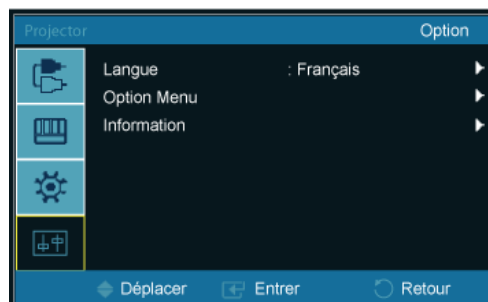 Projector Option
Langue : Français
Option Menu
Information
Déplacer Entrer Retour